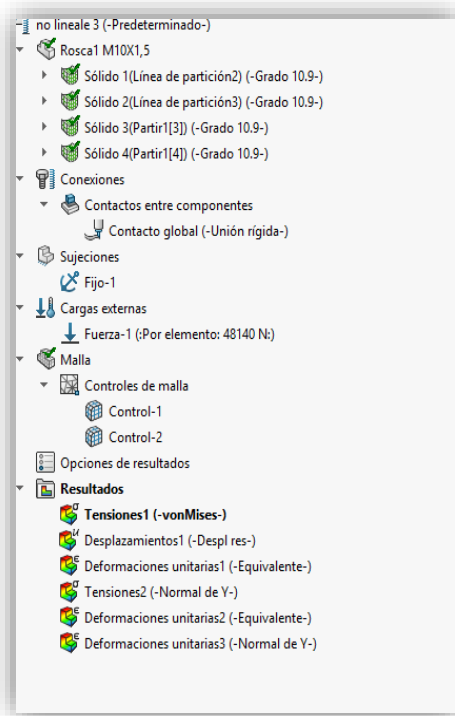 no lineale 3 (-Predeterminado-)
Rosca1 M10X1,5
Sólido 1(Línea de partición2) (-Grado 10.9-)
Sólido 2(Línea de partición3) (-Grado 10.9-)
Sólido 3(Partir1[3]) (-Grado 10.9-)
Sólido 4(Partir1[4]) (-Grado 10.9-)
Conexiones
Contactos entre componentes
Contacto global (-Unión rígida-)
Sujeciones
Fijo-1
Cargas externas
Fuerza-1 (:Por elemento: 48140 N:)
Malla
Controles de malla
Control-1
Control-2
Opciones de resultados
Resultados
Tensiones1 (-vonMises-)
Desplazamientos1 (-Despl res-)
Deformaciones unitarias1 (-Equivalente-)
Tensiones2 (-Normal de Y-)
Deformaciones unitarias2 (-Equivalente-)
Deformaciones unitarias3 (-Normal de Y-)